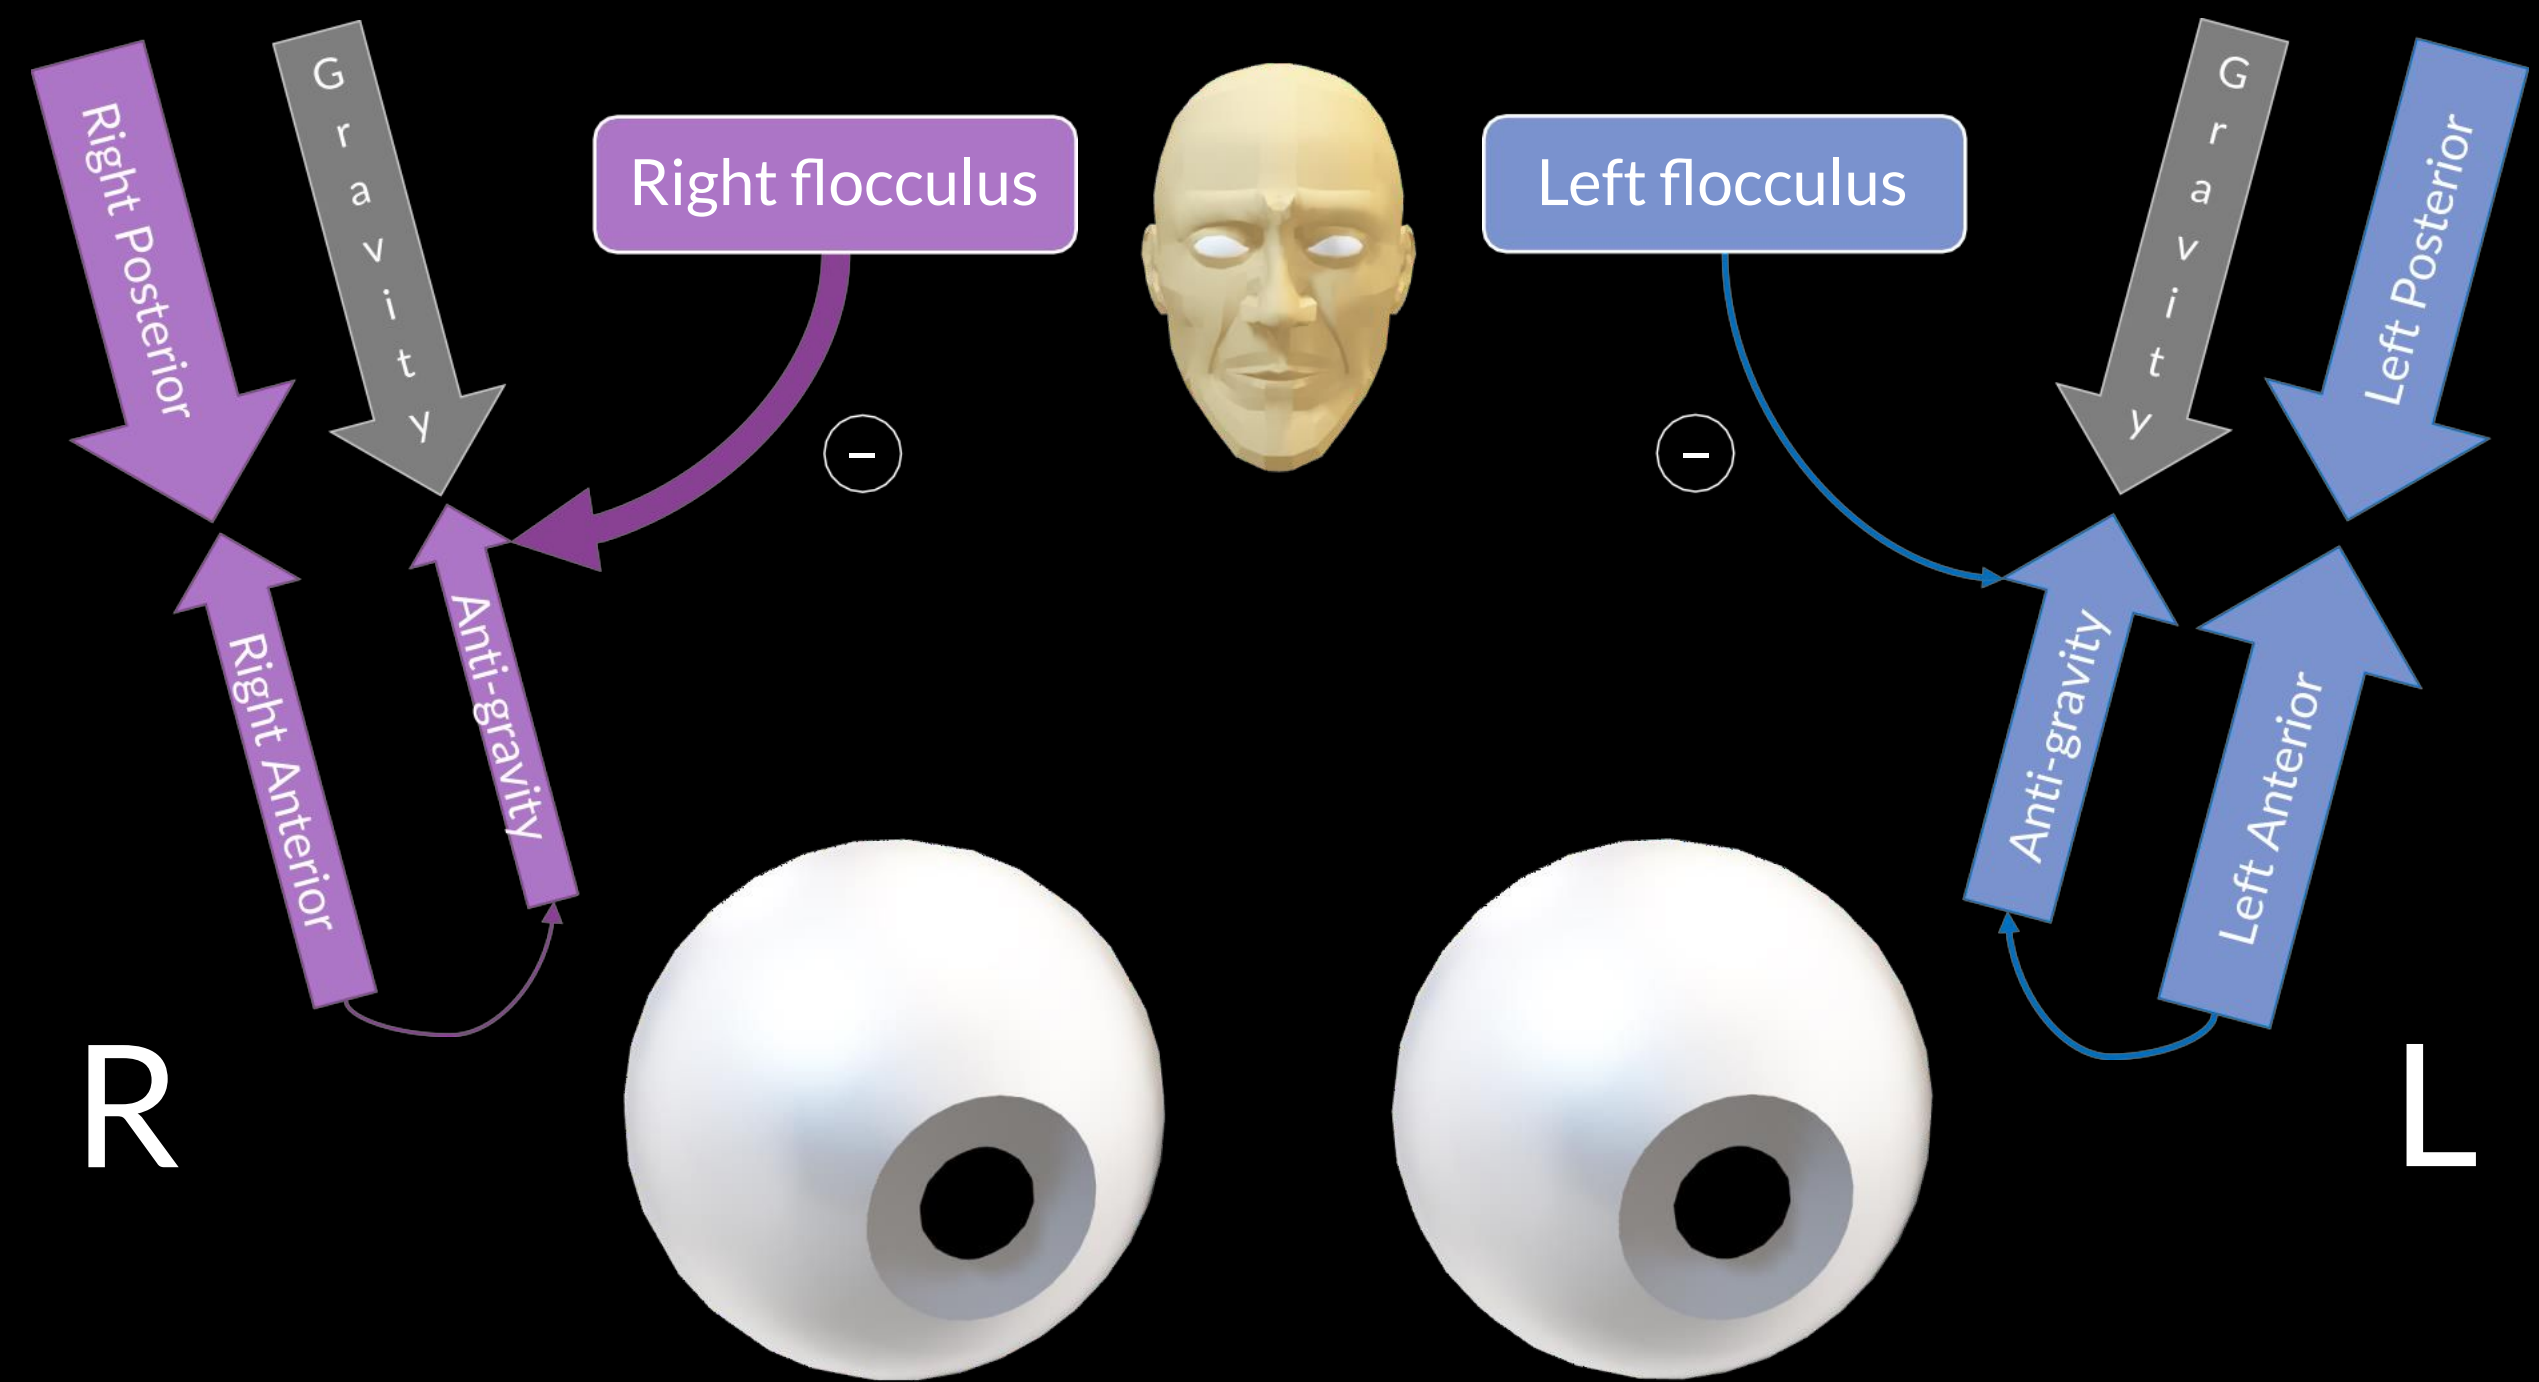 Right Posterior
Gravity
Right flocculus
Left flocculus
Gravity
Left Posterior
−
−
Right Anterior
Anti-gravity
Anti-gravity
Left Anterior
R
L